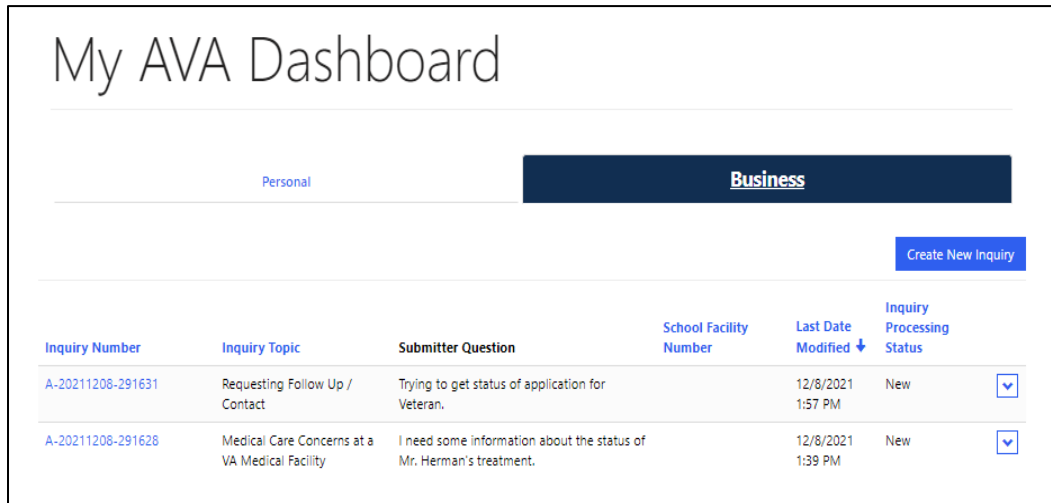 My AVA Dashboard
Personal
Business
Create New Inquiry
Inquiry Number
Inquiry Topic
Submitter Question
School Facility
Number
Last Date
Modified
Inquiry
Processing
Status
A-20211208-291631
Requesting Follow Up /
Contact
Trying to get status of application for
Veteran.
12/8/2021
1:57 PM
New
A-20211208-291628
Medical Care Concerns at a
VA Medical Facility
I need some information about the status of
Mr. Herman's treatment.
12/8/2021
1:39 PM
New